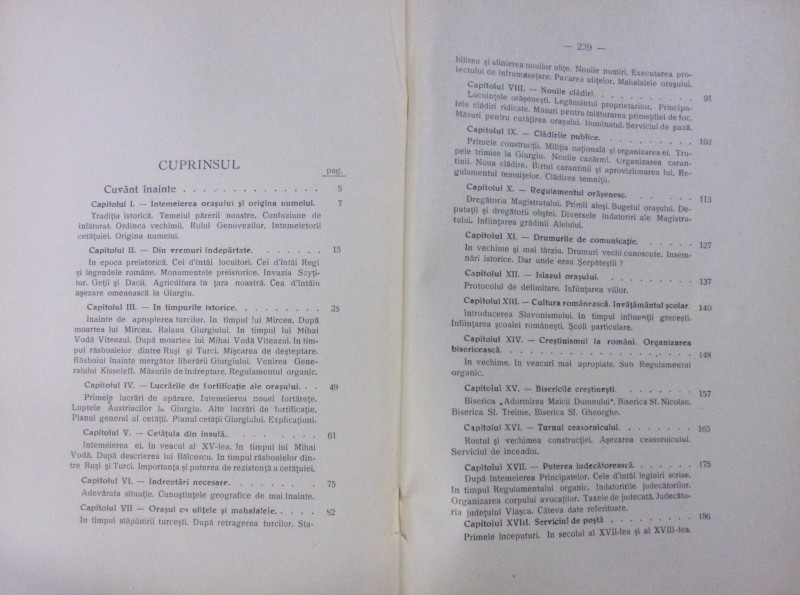 CUPRINSUL
pag.
Cuvânt înainte . . . . . . . . . . . . . . 5
Capitolul I. — Intemeierea orașului și origina numelui. 7
Tradiția istorică. Temeiul părerii noastre. Confuziune de
înlăturat. Ordinea vechimii. Rolul Genovezilor. Intemeietorii
cetățuiei. Origina numelui.
Capitolul II. — Din vremuri îndepărtate. . . . . . . 15
In epoca preistorică. Cei d'intâi locuitori. Cei d'intâi Regi
și legendele române. Monumentele preistorice. Invazia Scyți-
lor. Geții și Dacii. Agricultura în țara noastră. Cea d'întâiu
așezare omenească la Giurgiu.
Capitolul III. — In timpurile istorice. . . . . . . . . 25
Inainte de apropierea turcilor. In timpul lui Mircea. După
moartea lui Mircea. Raiaua Giurgiului. In timpul lui Mihai
Vodă Viteazul. După moartea lui Mihai Vodă Viteazul. In tim-
pul răsboaielor dintre Ruși și Turci. Mișcarea de deșteptare.
Răsboiul înainte mergător liberării Giurgiului. Venirea Gene-
ralului Kisseleff. Măsurile de îndreptare. Regulamentul organic.
Capitolul IV. — Lucrările de fortificație ale orașului. . . 49
Primele lucrări de apărare. Intemeierea nouei fortărețe.
Luptele Austriacilor la Giurgiu. Alte lucrări de fortificație.
Planul general al cetății. Planul cetății Giurgiului. Explicațiuni.
Capitolul V. — Cetățuia din insulă. . . . . . . . . 61
Intemeierea ei, în veacul al XV-lea. In timpul lui Mihai
Vodă. După descrierea lui Bălcescu. In timpul răsboaielor din-
tre Ruși și Turci. Importanța și puterea de rezistență a cetățuiei.
Capitolul VI. — Indreptări necesare. . . . . . . . 75
Adevărata situație. Cunoștințele geografice de mai înainte.
Capitolul VII — Orașul cu ulițele și mahalalele. . . . . 82
In timpul stăpânirii turcești. După retragerea turcilor. Sta-
— 239 —
bilirea și alinierea nouilor ulițe. Nouile numiri. Executarea pro-
iectului de înfrumusețare. Pavarea ulițelor. Mahalalele orașului.
Capitolul VIII. — Nouile clădiri . . . . . . . . . . 91
Locuințele orășenești. Legământul proprietarilor. Principa-
lele clădiri ridicate. Măsuri pentru înlăturarea primejdiei de foc.
Măsuri pentru curățirea orașului. Iluminatul. Serviciul de pază.
Capitolul IX. — Clădirile publice. . . . . . . . . . 102
Primele construcții. Miliția națională și organizarea ei. Tru-
pele trimise la Giurgiu. Nouile cazărmi. Organizarea caran-
tinii. Noua clădire. Bîrtul carantinii și aprovizionarea lui. Re-
gulamentul temnițelor. Clădirea temniții.
Capitolul X. — Regulamentul orășenesc. . . . . . . 113
Dregătoria Magistratului. Primii aleși. Bugetul orașului. De-
putații și dregătorii obștei. Diversele îndatoriri ale Magistra-
tului. Inființarea grădinii Aleiului.
Capitolul XI. — Drumurile de comunicație. . . . . . 127
In vechime și mai târziu. Drumuri vechi cunoscute. Insem-
nări istorice. Dar unde erau Șerpăteștii ?
Capitolul XII. — Islazul orașului. . . . . . . . . 137
Protocolul de delimitare. Inființarea viilor.
Capitolul XIII. — Cultura românească. Invățământul școlar. 140
Introducerea Slavonismului. In timpul influenții grecești.
Inființarea școalei românești. Școli particulare.
Capitolul XIV. — Creștinismul la români. Organizarea
bisericească. . . . . . . . . . . . . . . . . . 148
In vechime. In veacuri mai apropiate. Sub Regulamentul
organic.
Capitolul XV. — Bisericile creștinești. . . . . . . . 157
Biserica „Adormirea Maicii Domnului“. Biserica Sf. Nicolae.
Biserica Sf. Treime. Biserica Sf. Gheorghe.
Capitolul XVI. — Turnul ceasornicului. . . . . . . . 165
Rostul și vechimea construcției. Așezarea ceasornicului.
Serviciul de incendiu.
Capitolul XVII. — Puterea judecătorească. . . . . . . 175
După întemeierea Principatelor. Cele d'întâi legiuiri scrise.
In timpul Regulamentului organic. Indatoririle judecătorilor.
Organizarea corpului avocaților. Taxele de judecată. Judecăto-
ria județului Vlașca. Câteva date referitoare.
Capitolul XVIII. Serviciul de poștă . . . . . . . . . 186
Primele începuturi. In secolul al XVII-lea și al XVIII-lea.